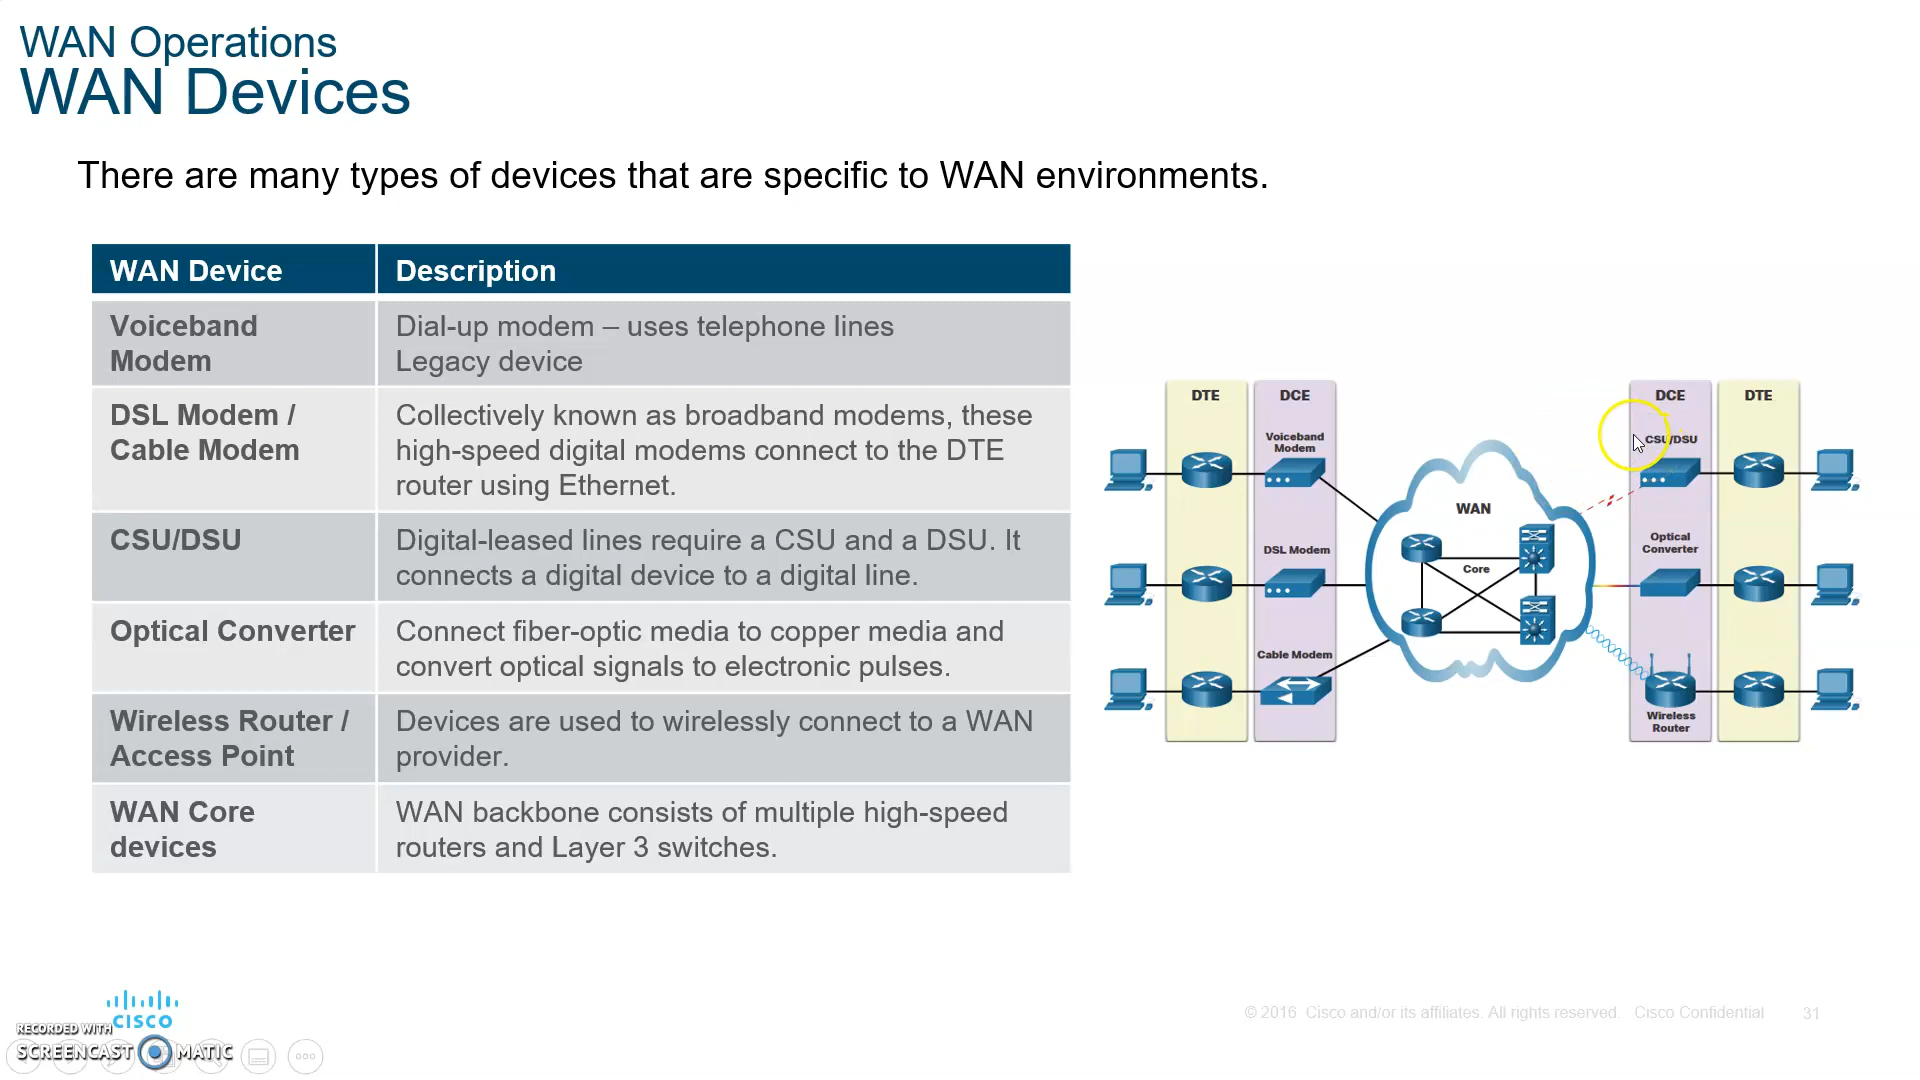 WAN Operations
WAN Devices
There are many types of devices that are specific to WAN environments.
WAN Device
Description
Voiceband
Modem
Dial-up modem – uses telephone lines
Legacy device
DSL Modem /
Cable Modem
Collectively known as broadband modems, these
high-speed digital modems connect to the DTE
router using Ethernet.
CSU/DSU
Digital-leased lines require a CSU and a DSU. It
connects a digital device to a digital line.
Optical Converter
Connect fiber-optic media to copper media and
convert optical signals to electronic pulses.
Wireless Router /
Access Point
Devices are used to wirelessly connect to a WAN
provider.
WAN Core
devices
WAN backbone consists of multiple high-speed
routers and Layer 3 switches.
DTE
DCE
DCE
DTE
Voiceband
Modem
CSU/DSU
WAN
Optical
Converter
DSL Modem
Core
Cable Modem
Wireless
Router
CISCO
© 2016 Cisco and/or its affiliates. All rights reserved. Cisco Confidential
31
RECORDED WITH
SCREENCAST MATIC